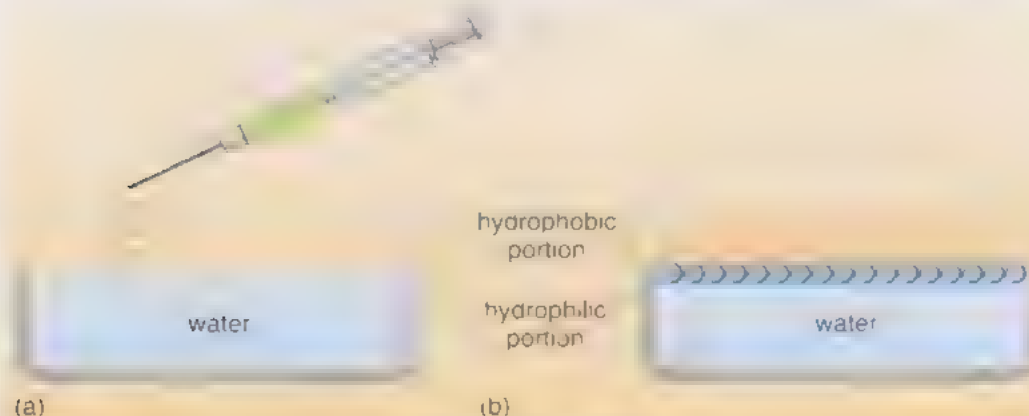 water
(a)
hydrophobic
portion
hydrophilic
portion
water
(b)